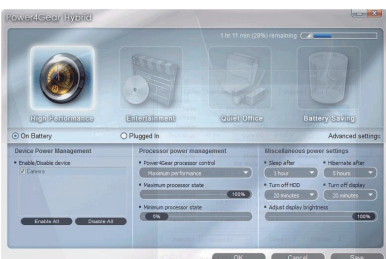 Power4Gear Hybrid
1 hr 11 min (29%) remaining
High Performance
Entertainment
Quiet Office
Battery Saving
On Battery
Plugged In
Advanced settings
Device Power Management
Enable/Disable device
Camera
Enable All
Disable All
Processor power management
Power4Gear processor control
Maximum performance
Maximum processor state
100%
Minimum processor state
5%
Miscellaneous power settings
Sleep after
Hibernate after
1 hour
3 hours
Turn off HDD
Turn off display
20 minutes
20 minutes
Adjust display brightness
100%
OK
Cancel
Save